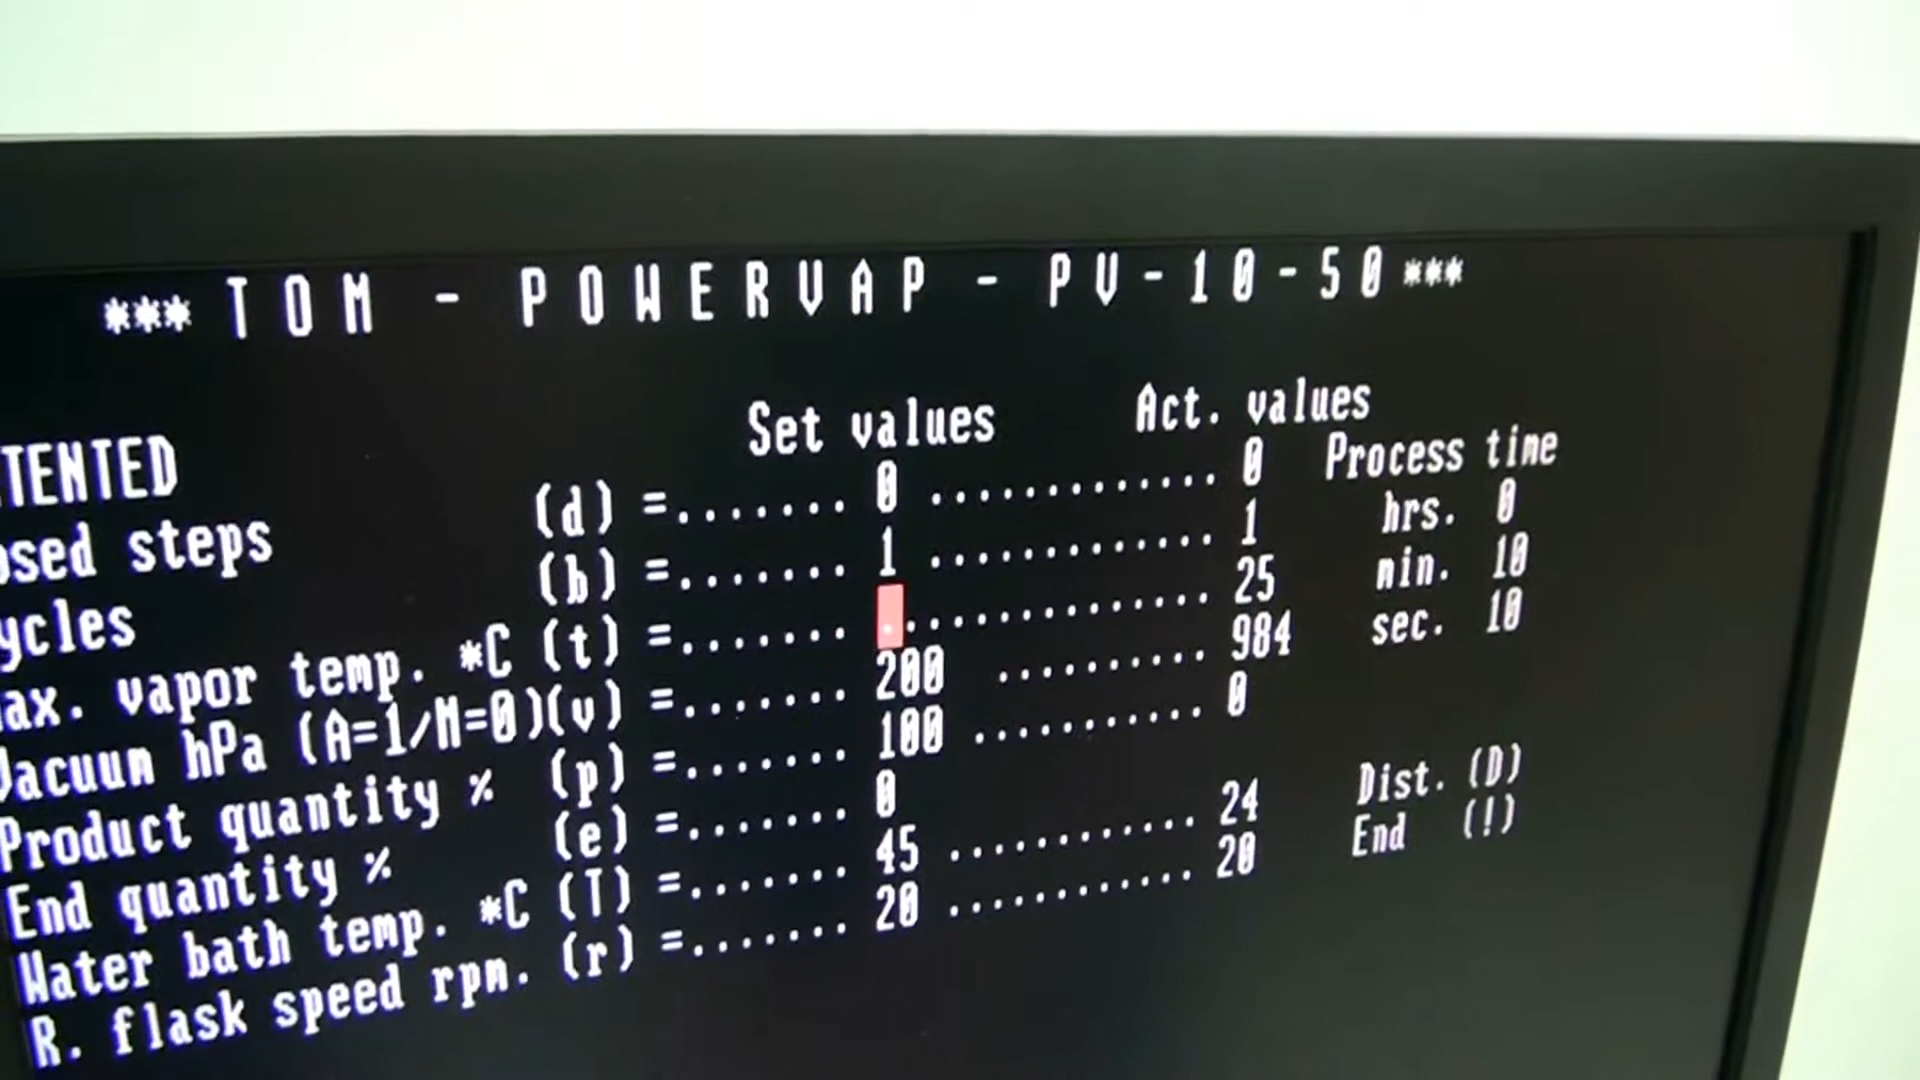 *** T O M - P O W E R V A P - P V - 1 0 - 5 0 ***
Set values Act. values
TENTED
osed steps (d) =....... 0 ............. 0 Process time
ycles (h) =....... 1 ............. 1 hrs. 0
ax. vapor temp. *C (t) =....... .............. 25 min. 10
Vacuum hPa (A=1/M=0)(v) =....... 200 .......... 984 sec. 10
Product quantity % (p) =....... 100 ........... 0
End quantity % (e) =....... 0
Water bath temp. *C (T) =....... 45 ............ 24 Dist. (D)
R. flask speed rpm. (r) =....... 20 ............ 20 End (!)